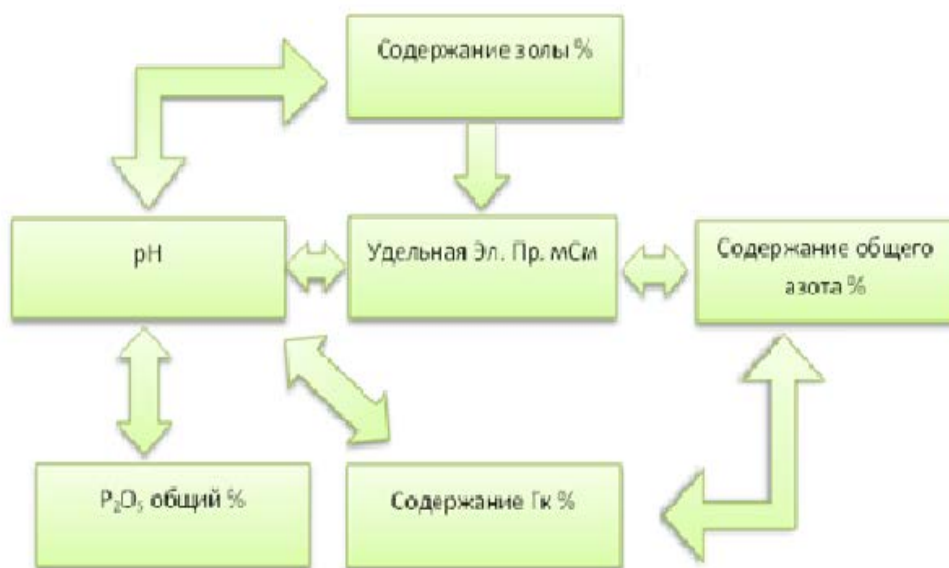 Содержание золы %
pH
Удельная Эл. Пр. мСм
Содержание общего
азота %
P₂O₅ общий %
Содержание Гк %